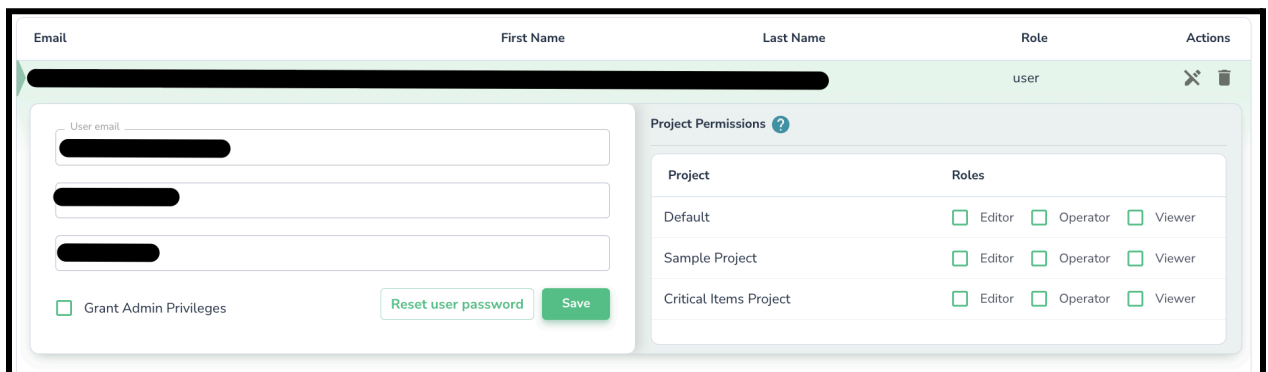 Email First Name Last Name Role Actions
user
User email
Grant Admin Privileges Reset user password Save
Project Permissions ?
Project Roles
Default Editor Operator Viewer
Sample Project Editor Operator Viewer
Critical Items Project Editor Operator Viewer